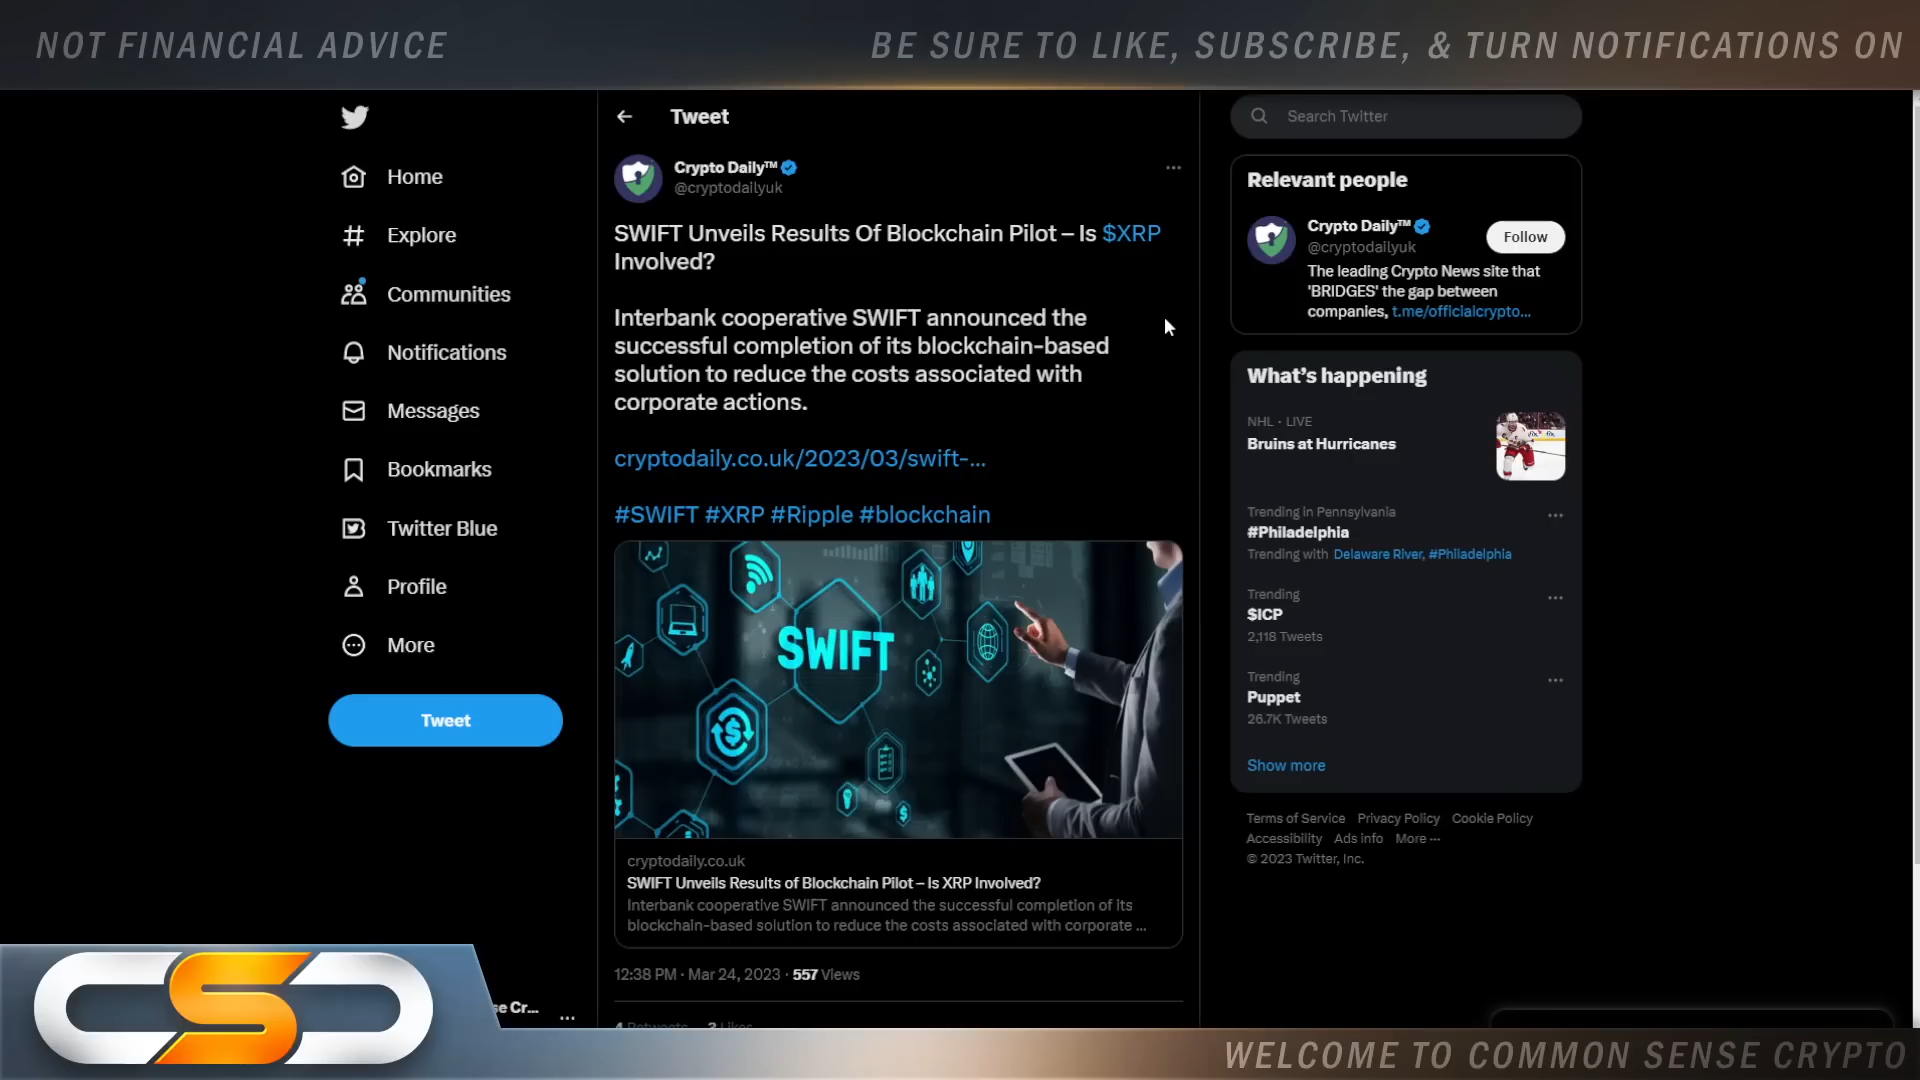 NOT FINANCIAL ADVICE
BE SURE TO LIKE, SUBSCRIBE, & TURN NOTIFICATIONS ON
Home
Explore
Communities
Notifications
Messages
Bookmarks
Twitter Blue
Profile
More
Tweet
se Cr...
Tweet
Crypto Daily™
@cryptodailyuk
SWIFT Unveils Results Of Blockchain Pilot – Is $XRP
Involved?
Interbank cooperative SWIFT announced the
successful completion of its blockchain-based
solution to reduce the costs associated with
corporate actions.
cryptodaily.co.uk/2023/03/swift-...
#SWIFT #XRP #Ripple #blockchain
SWIFT
cryptodaily.co.uk
SWIFT Unveils Results of Blockchain Pilot – Is XRP Involved?
Interbank cooperative SWIFT announced the successful completion of its
blockchain-based solution to reduce the costs associated with corporate ...
12:38 PM · Mar 24, 2023 · 557 Views
4 Retweets 3 Likes
Search Twitter
Relevant people
Crypto Daily™
@cryptodailyuk
Follow
The leading Crypto News site that
'BRIDGES' the gap between
companies, t.me/officialcrypto...
What's happening
NHL · LIVE
Bruins at Hurricanes
Trending in Pennsylvania
#Philadelphia
Trending with Delaware River, #Philadelphia
Trending
$ICP
2,118 Tweets
Trending
Puppet
26.7K Tweets
Show more
Terms of Service Privacy Policy Cookie Policy
Accessibility Ads info More ···
© 2023 Twitter, Inc.
CSC
WELCOME TO COMMON SENSE CRYPTO